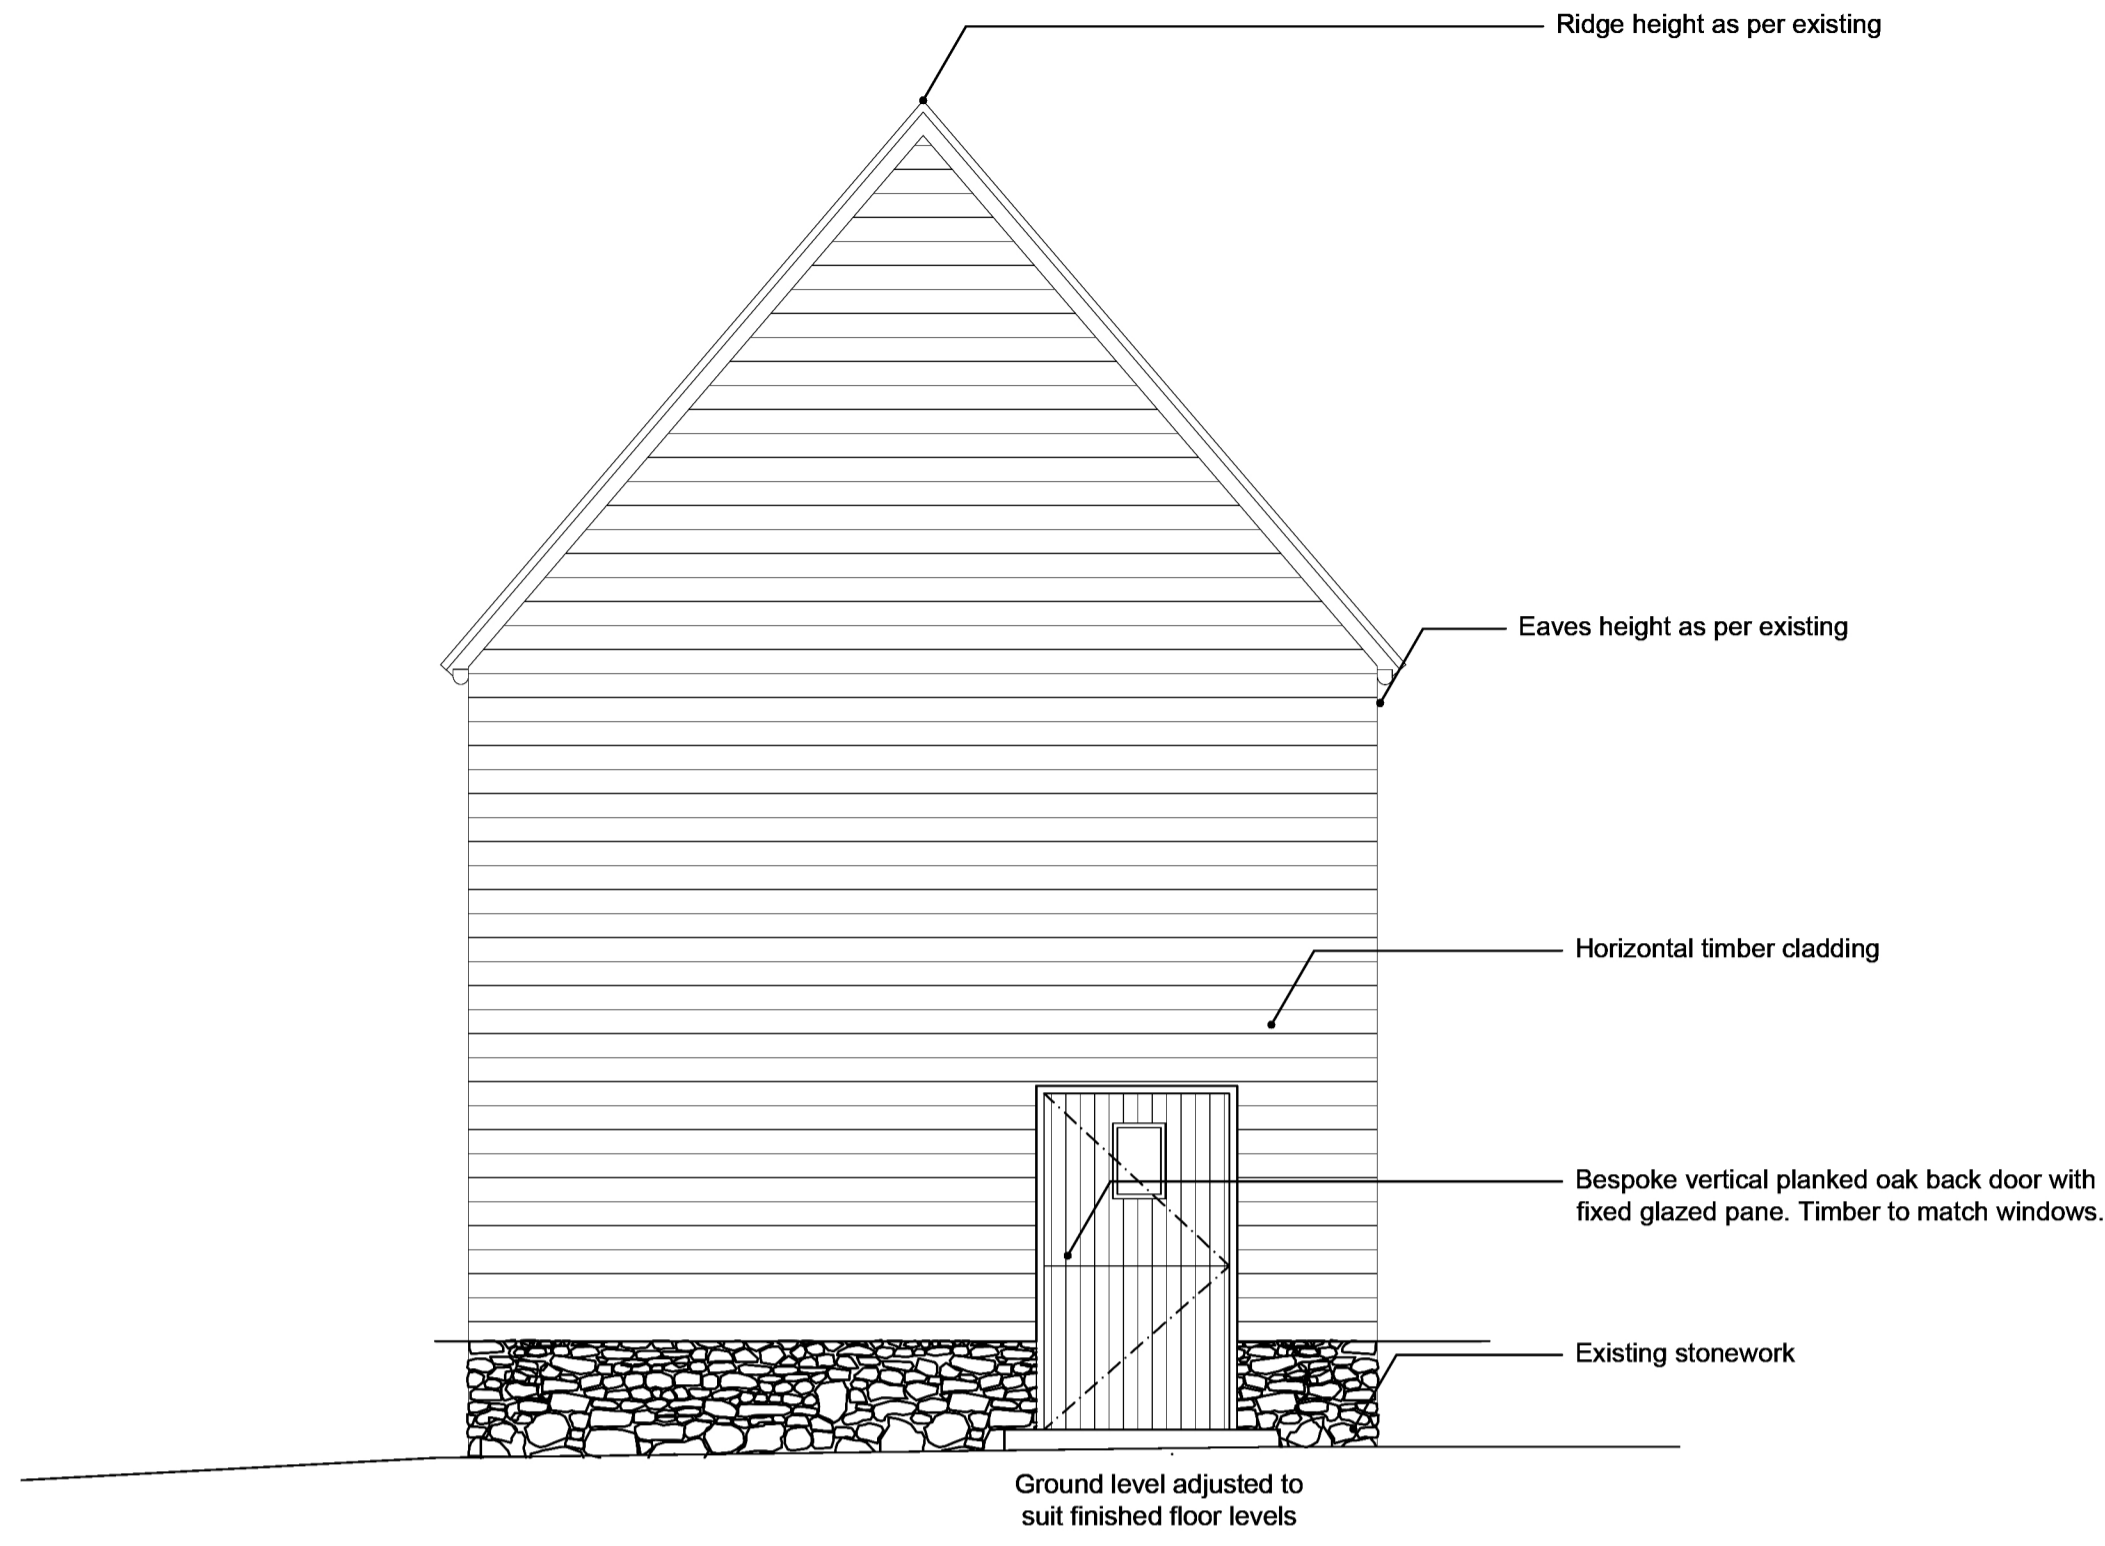 Ridge height as per existing
Eaves height as per existing
Horizontal timber cladding
Bespoke vertical planked oak back door with
fixed glazed pane. Timber to match windows.
Existing stonework
Ground level adjusted to
suit finished floor levels